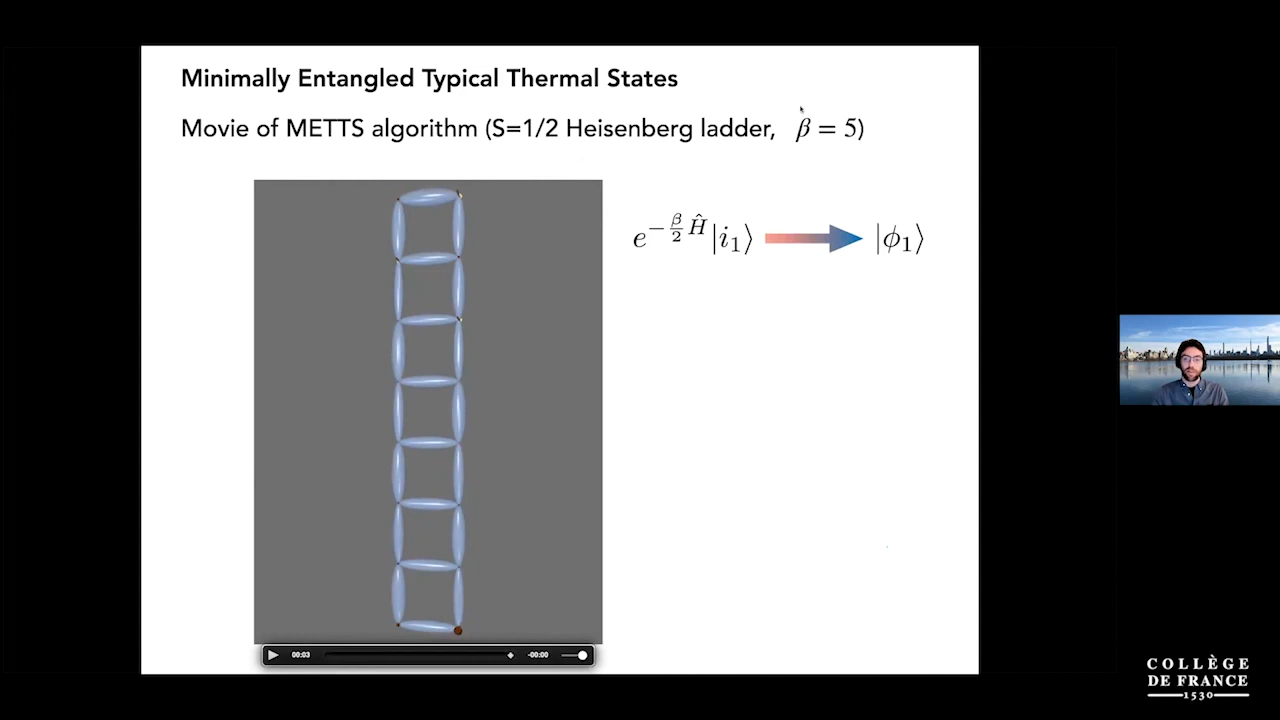 Minimally Entangled Typical Thermal States
Movie of METTS algorithm (S=1/2 Heisenberg ladder, β = 5)
e^{-\frac{β}{2}Ĥ}|i₁⟩ |ϕ₁⟩
00:03 -00:00
COLLÈGE
DE FRANCE
1530